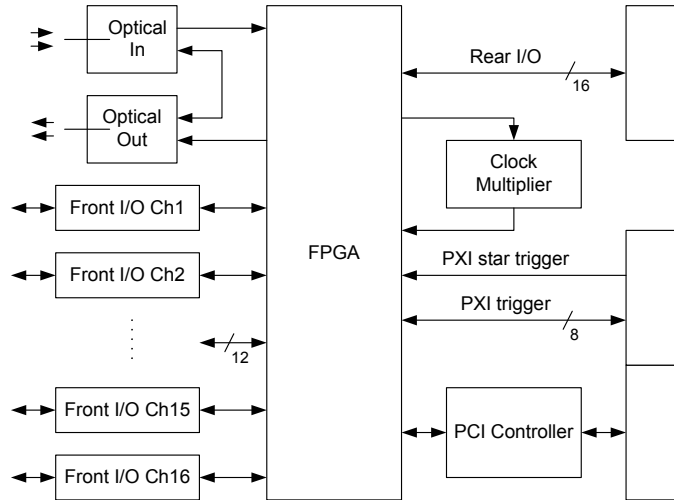 Optical
In
Optical
Out
Front I/O Ch1
Front I/O Ch2
12
Front I/O Ch15
Front I/O Ch16
FPGA
Rear I/O
16
Clock
Multiplier
PXI star trigger
PXI trigger
8
PCI Controller